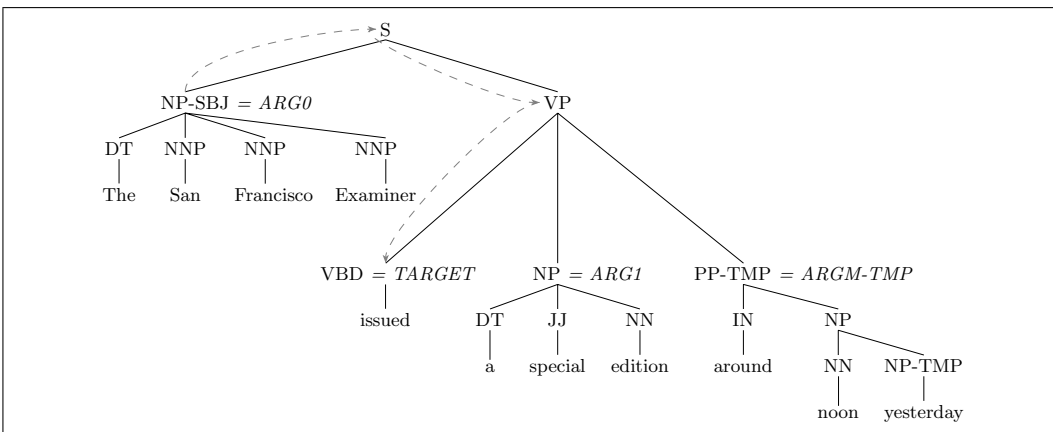 S
NP-SBJ = ARG0 VP
DT NNP NNP NNP
The San Francisco Examiner
VBD = TARGET NP = ARG1 PP-TMP = ARGM-TMP
issued DT JJ NN IN NP
a special edition around NN NP-TMP
noon yesterday